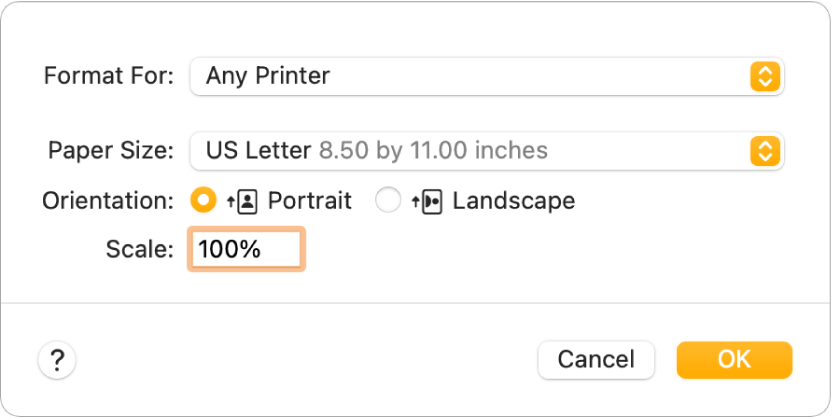 Format For: Any Printer
Paper Size: US Letter 8.50 by 11.00 inches
Orientation: Portrait Landscape
Scale: 100%
? Cancel OK